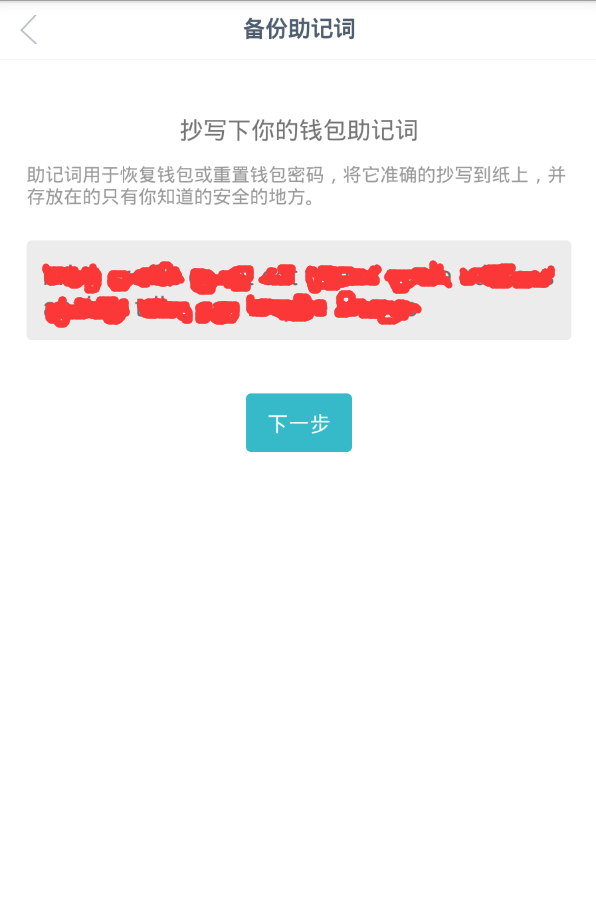 备份助记词
抄写下你的钱包助记词
助记词用于恢复钱包或重置钱包密码，将它准确的抄写到纸上，并
存放在的只有你知道的安全的地方。
下一步